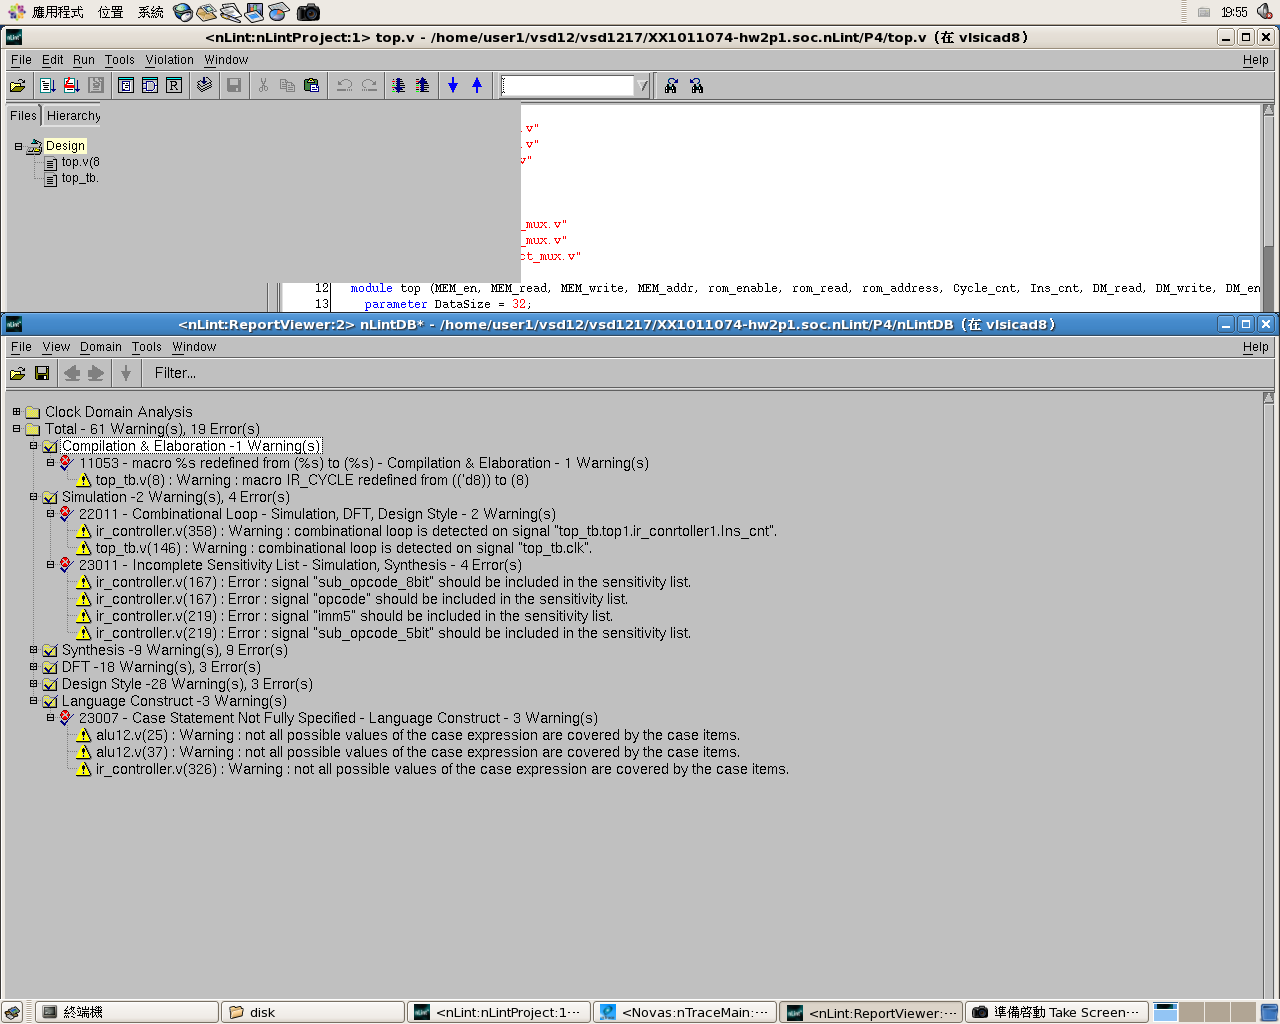 應用程式 位置 系統 19:55
<nLint:nLintProject:1> top.v - /home/user1/vsd12/vsd1217/XX1011074-hw2p1.soc.nLint/P4/top.v (在 vlsicad8)
File Edit Run Tools Violation Window Help
Files Hierarchy
Design
top.v(8
top_tb.
.v"
.v"
v"
_mux.v"
_mux.v"
ct_mux.v"
12 module top (MEM_en, MEM_read, MEM_write, MEM_addr, rom_enable, rom_read, rom_address, Cycle_cnt, Ins_cnt, DM_read, DM_write, DM_en
13 parameter DataSize = 32;
<nLint:ReportViewer:2> nLintDB* - /home/user1/vsd12/vsd1217/XX1011074-hw2p1.soc.nLint/P4/nLintDB (在 vlsicad8)
File View Domain Tools Window Help
Filter...
Clock Domain Analysis
Total - 61 Warning(s), 19 Error(s)
Compilation & Elaboration -1 Warning(s)
11053 - macro %s redefined from (%s) to (%s) - Compilation & Elaboration - 1 Warning(s)
top_tb.v(8) : Warning : macro IR_CYCLE redefined from (('d8)) to (8)
Simulation -2 Warning(s), 4 Error(s)
22011 - Combinational Loop - Simulation, DFT, Design Style - 2 Warning(s)
ir_controller.v(358) : Warning : combinational loop is detected on signal "top_tb.top1.ir_conrtoller1.Ins_cnt".
top_tb.v(146) : Warning : combinational loop is detected on signal "top_tb.clk".
23011 - Incomplete Sensitivity List - Simulation, Synthesis - 4 Error(s)
ir_controller.v(167) : Error : signal "sub_opcode_8bit" should be included in the sensitivity list.
ir_controller.v(167) : Error : signal "opcode" should be included in the sensitivity list.
ir_controller.v(219) : Error : signal "imm5" should be included in the sensitivity list.
ir_controller.v(219) : Error : signal "sub_opcode_5bit" should be included in the sensitivity list.
Synthesis -9 Warning(s), 9 Error(s)
DFT -18 Warning(s), 3 Error(s)
Design Style -28 Warning(s), 3 Error(s)
Language Construct -3 Warning(s)
23007 - Case Statement Not Fully Specified - Language Construct - 3 Warning(s)
alu12.v(25) : Warning : not all possible values of the case expression are covered by the case items.
alu12.v(37) : Warning : not all possible values of the case expression are covered by the case items.
ir_controller.v(326) : Warning : not all possible values of the case expression are covered by the case items.
終端機 disk <nLint:nLintProject:1⋯ <Novas:nTraceMain:⋯ <nLint:ReportViewer:⋯ 準備啓動 Take Screen⋯